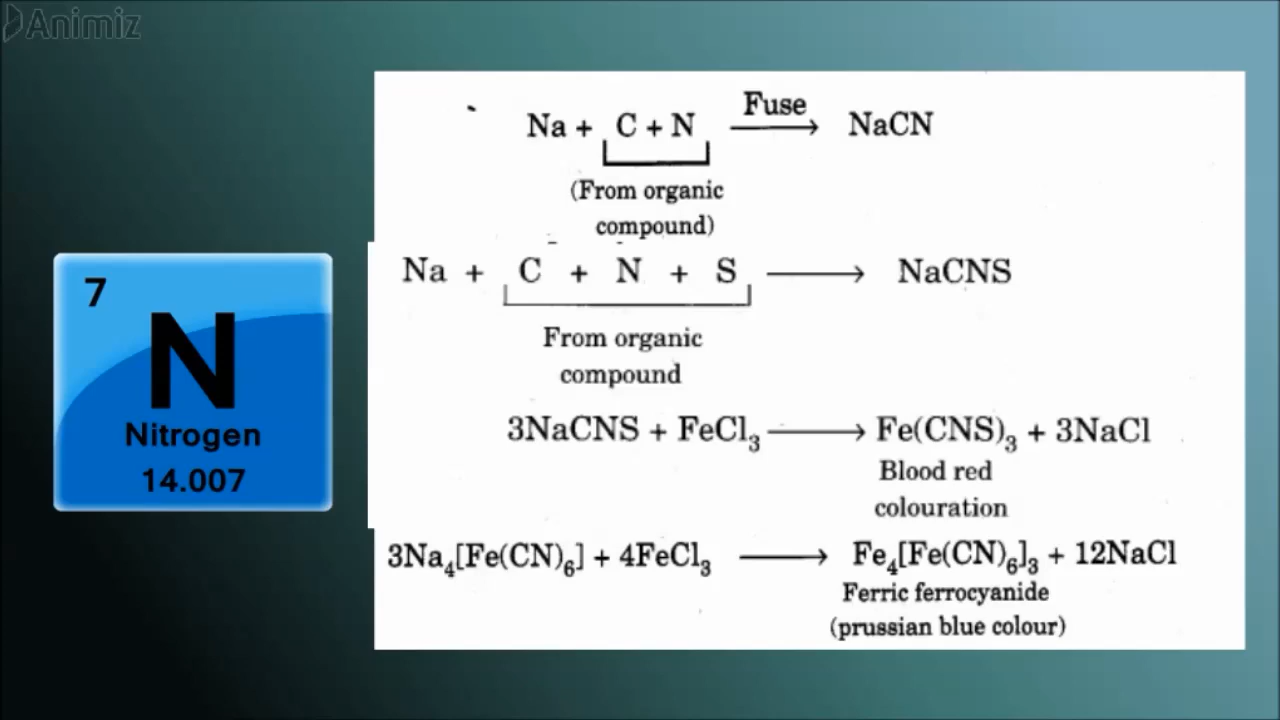 Animiz
7
N
Nitrogen
14.007
Na + C + N Fuse → NaCN
(From organic
compound)
Na + C + N + S → NaCNS
From organic
compound
3NaCNS + FeCl₃ → Fe(CNS)₃ + 3NaCl
Blood red
colouration
3Na₄[Fe(CN)₆] + 4FeCl₃ → Fe₄[Fe(CN)₆]₃ + 12NaCl
Ferric ferrocyanide
(prussian blue colour)